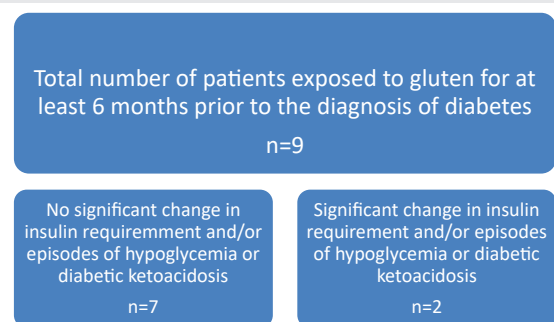 Total number of patients exposed to gluten for at
least 6 months prior to the diagnosis of diabetes
n=9
No significant change in
insulin requiremment and/or
episodes of hypoglycemia or
diabetic ketoacidosis
n=7
Significant change in insulin
requirement and/or episodes
of hypoglycemia or diabetic
ketoacidosis
n=2